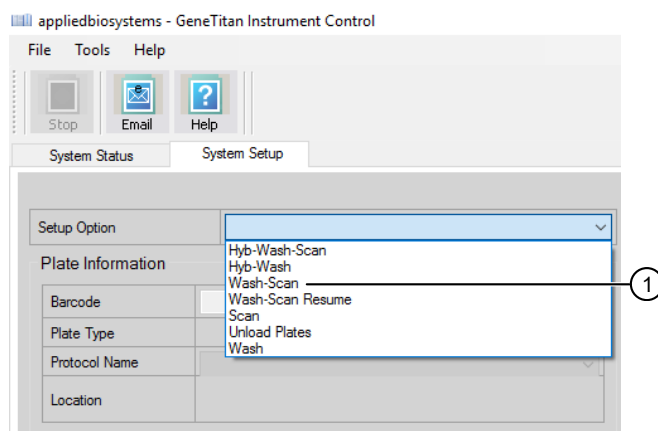 appliedbiosystems - GeneTitan Instrument Control
File Tools Help
Stop Email Help
System Status System Setup
Setup Option
Hyb-Wash-Scan
Hyb-Wash
Wash-Scan
1
Wash-Scan Resume
Scan
Unload Plates
Wash
Plate Information
Barcode
Plate Type
Protocol Name
Location